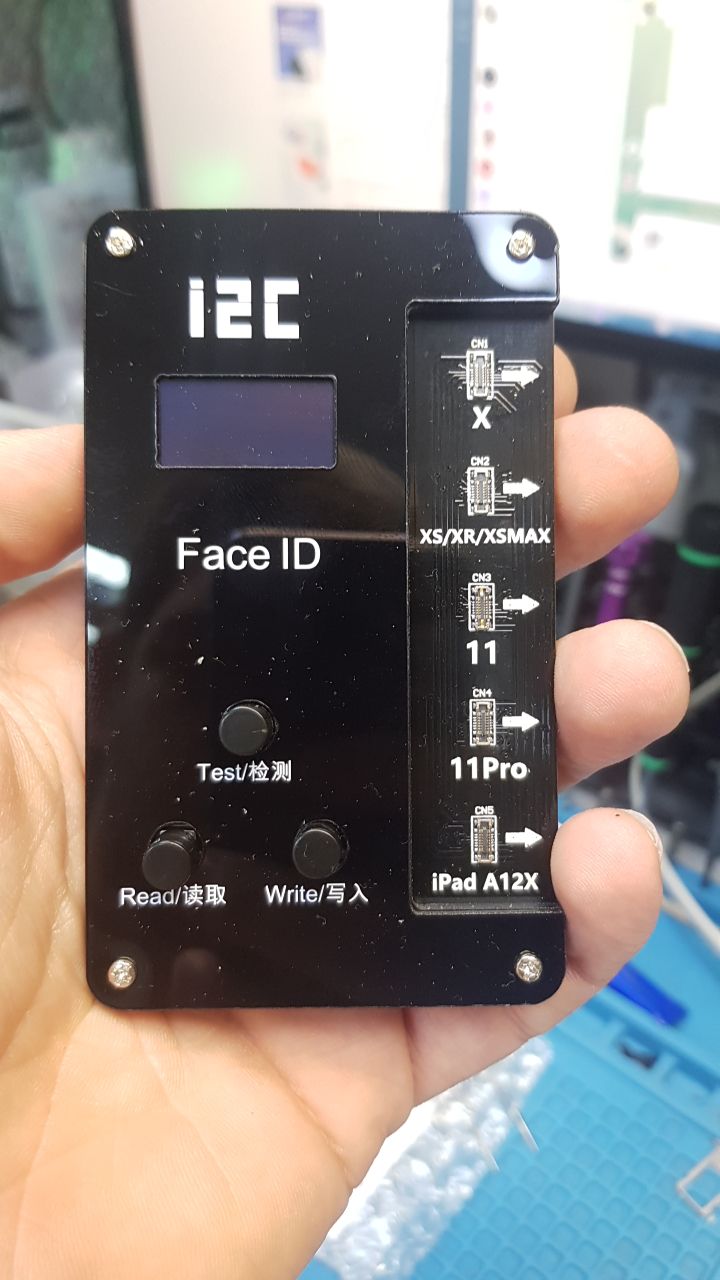 i2C
Face ID
Test/检测
Read/读取
Write/写入
CN1
X
CN2
XS/XR/XSMAX
CN3
11
CN4
11Pro
CN5
iPad A12X